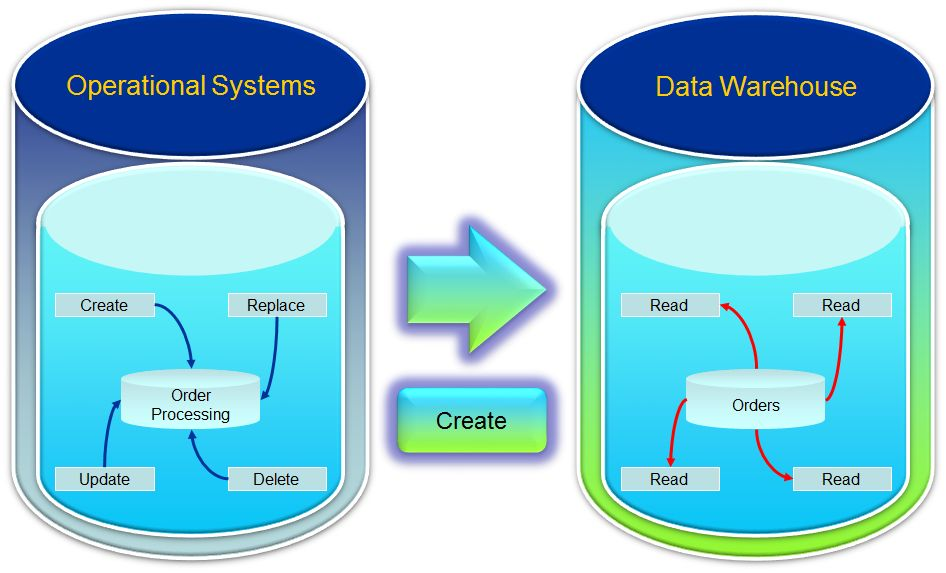 Operational Systems
Data Warehouse
Create
Replace
Order
Processing
Update
Delete
Create
Read
Read
Orders
Read
Read